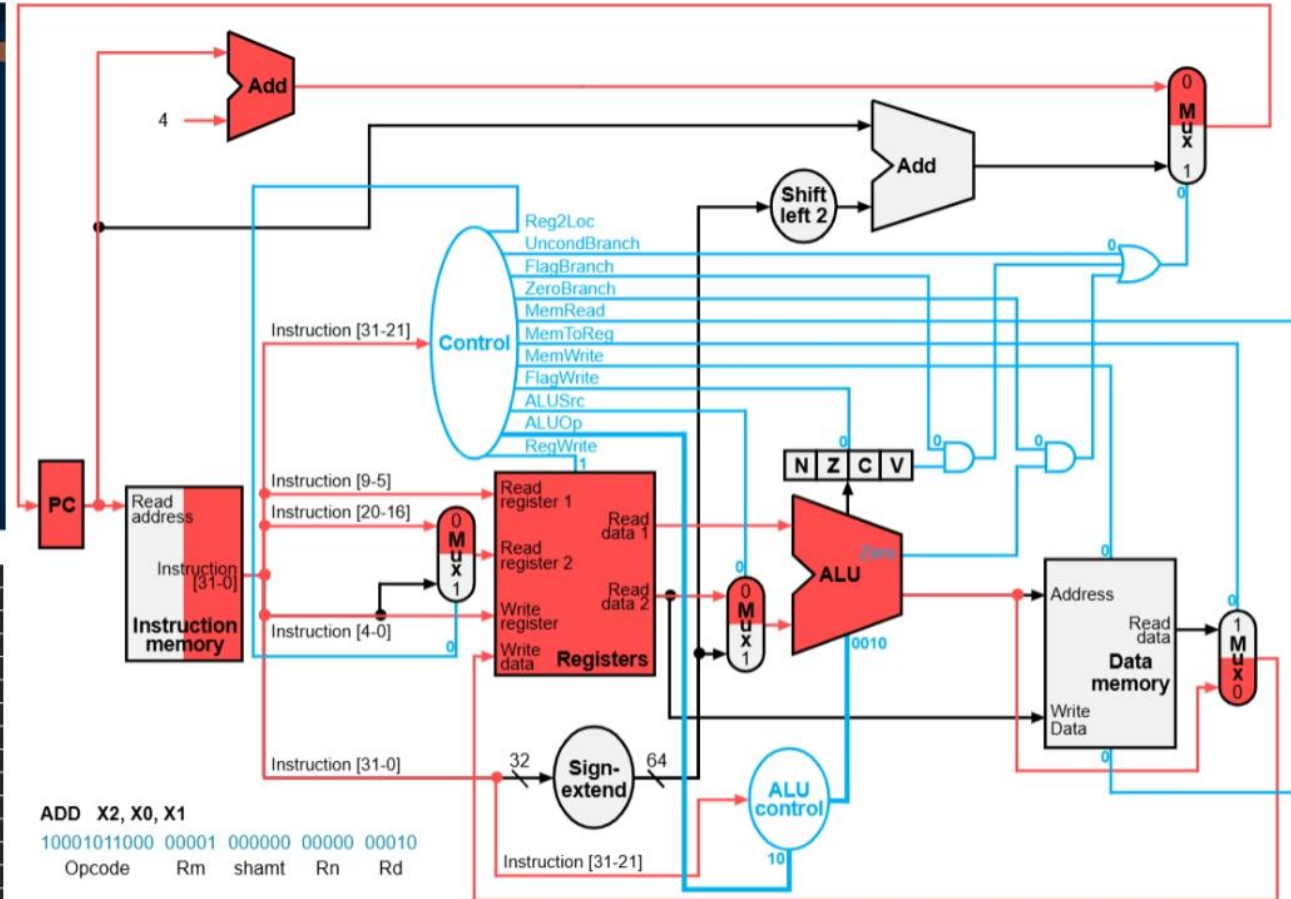 Add
4
0
Mux
1
0
Add
Shift
left 2
Reg2Loc
UncondBranch
0
FlagBranch
ZeroBranch
MemRead
Instruction [31-21]
Control
MemToReg
MemWrite
FlagWrite
ALUSrc
ALUOp
RegWrite
1
0
0
0
N Z C V
PC
Read
address
Instruction
[31-0]
Instruction
memory
Instruction [9-5]
Instruction [20-16]
Instruction [4-0]
0
Mux
1
0
Read
register 1
Read
data 1
Read
register 2
Read
data 2
Write
register
Write
data
Registers
0
0
Mux
1
Zero
ALU
0010
0
Address
Read
data
Data
memory
Write
Data
0
0
1
Mux
0
Instruction [31-0]
32
Sign-
extend
64
ALU
control
10
Instruction [31-21]
ADD X2, X0, X1
10001011000 00001 000000 00000 00010
Opcode Rm shamt Rn Rd